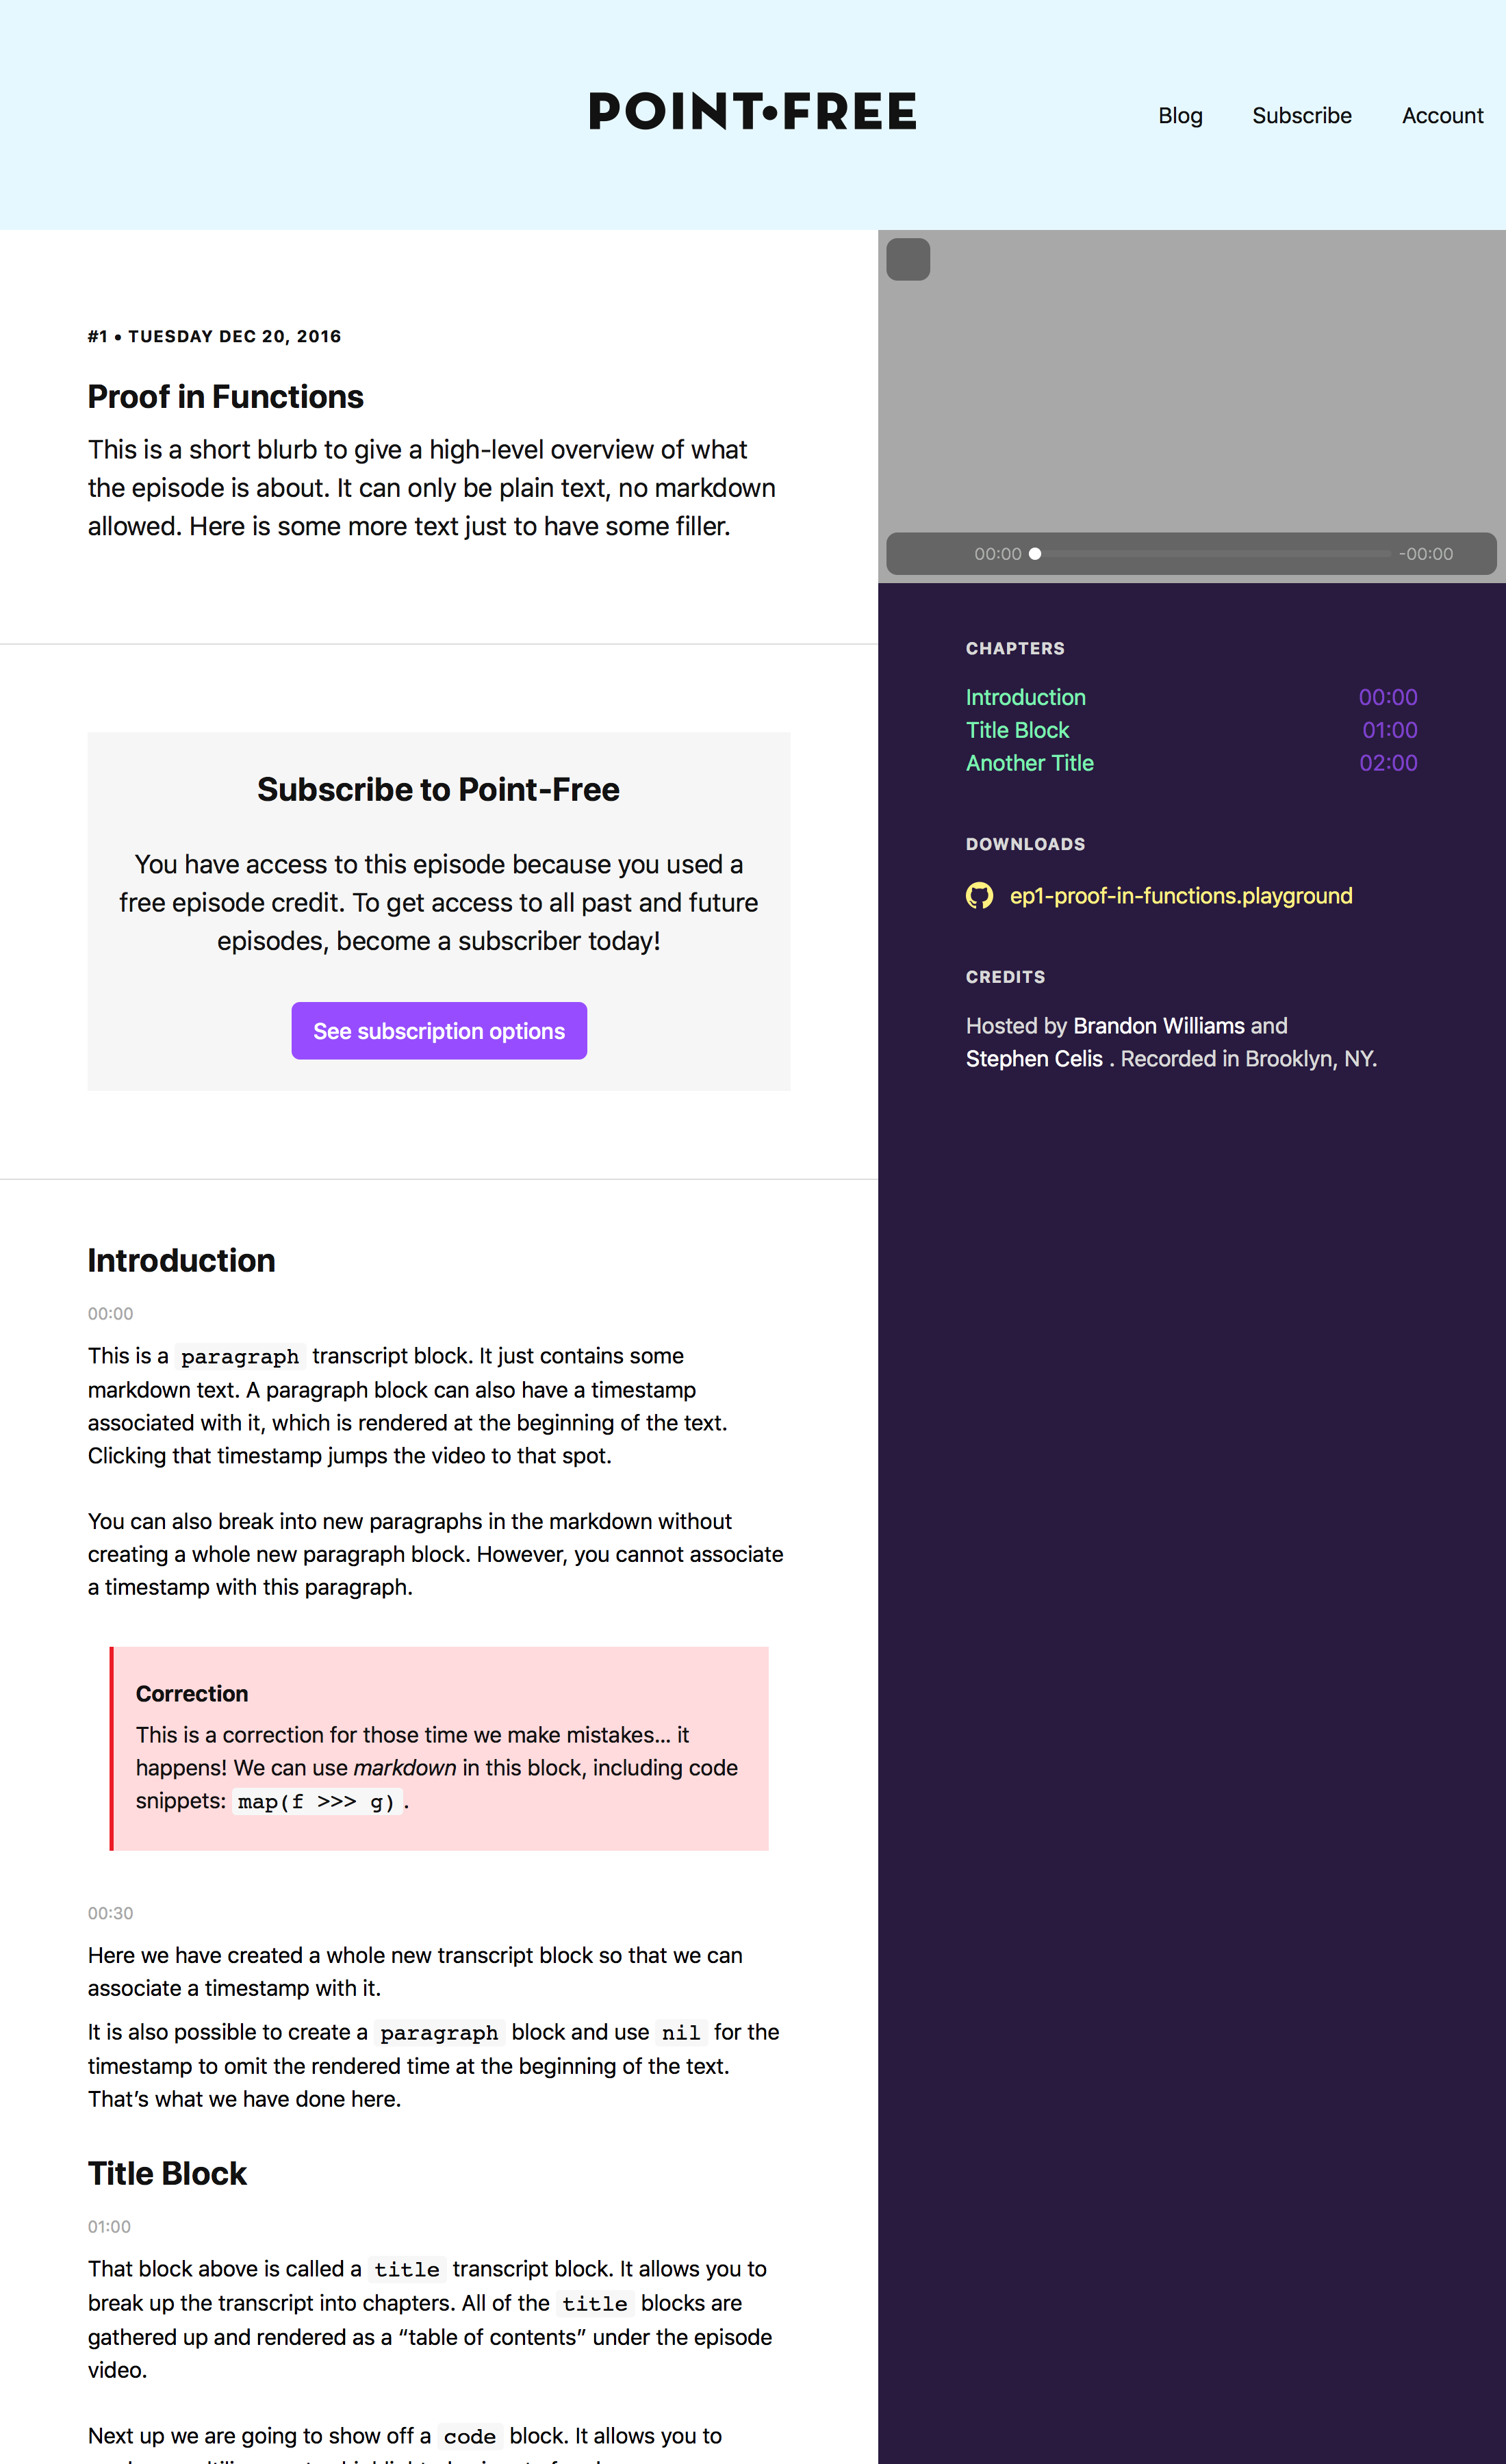 POINT•FREE
Blog Subscribe Account
#1 • TUESDAY DEC 20, 2016
Proof in Functions
This is a short blurb to give a high-level overview of what
the episode is about. It can only be plain text, no markdown
allowed. Here is some more text just to have some filler.
Subscribe to Point-Free
You have access to this episode because you used a
free episode credit. To get access to all past and future
episodes, become a subscriber today!
See subscription options
Introduction
00:00
This is a paragraph transcript block. It just contains some
markdown text. A paragraph block can also have a timestamp
associated with it, which is rendered at the beginning of the text.
Clicking that timestamp jumps the video to that spot.
You can also break into new paragraphs in the markdown without
creating a whole new paragraph block. However, you cannot associate
a timestamp with this paragraph.
Correction
This is a correction for those time we make mistakes... it
happens! We can use markdown in this block, including code
snippets: map(f >>> g).
00:30
Here we have created a whole new transcript block so that we can
associate a timestamp with it.
It is also possible to create a paragraph block and use nil for the
timestamp to omit the rendered time at the beginning of the text.
That’s what we have done here.
Title Block
01:00
That block above is called a title transcript block. It allows you to
break up the transcript into chapters. All of the title blocks are
gathered up and rendered as a “table of contents” under the episode
video.
Next up we are going to show off a code block. It allows you to
00:00 -00:00
CHAPTERS
Introduction 00:00
Title Block 01:00
Another Title 02:00
DOWNLOADS
ep1-proof-in-functions.playground
CREDITS
Hosted by Brandon Williams and
Stephen Celis . Recorded in Brooklyn, NY.